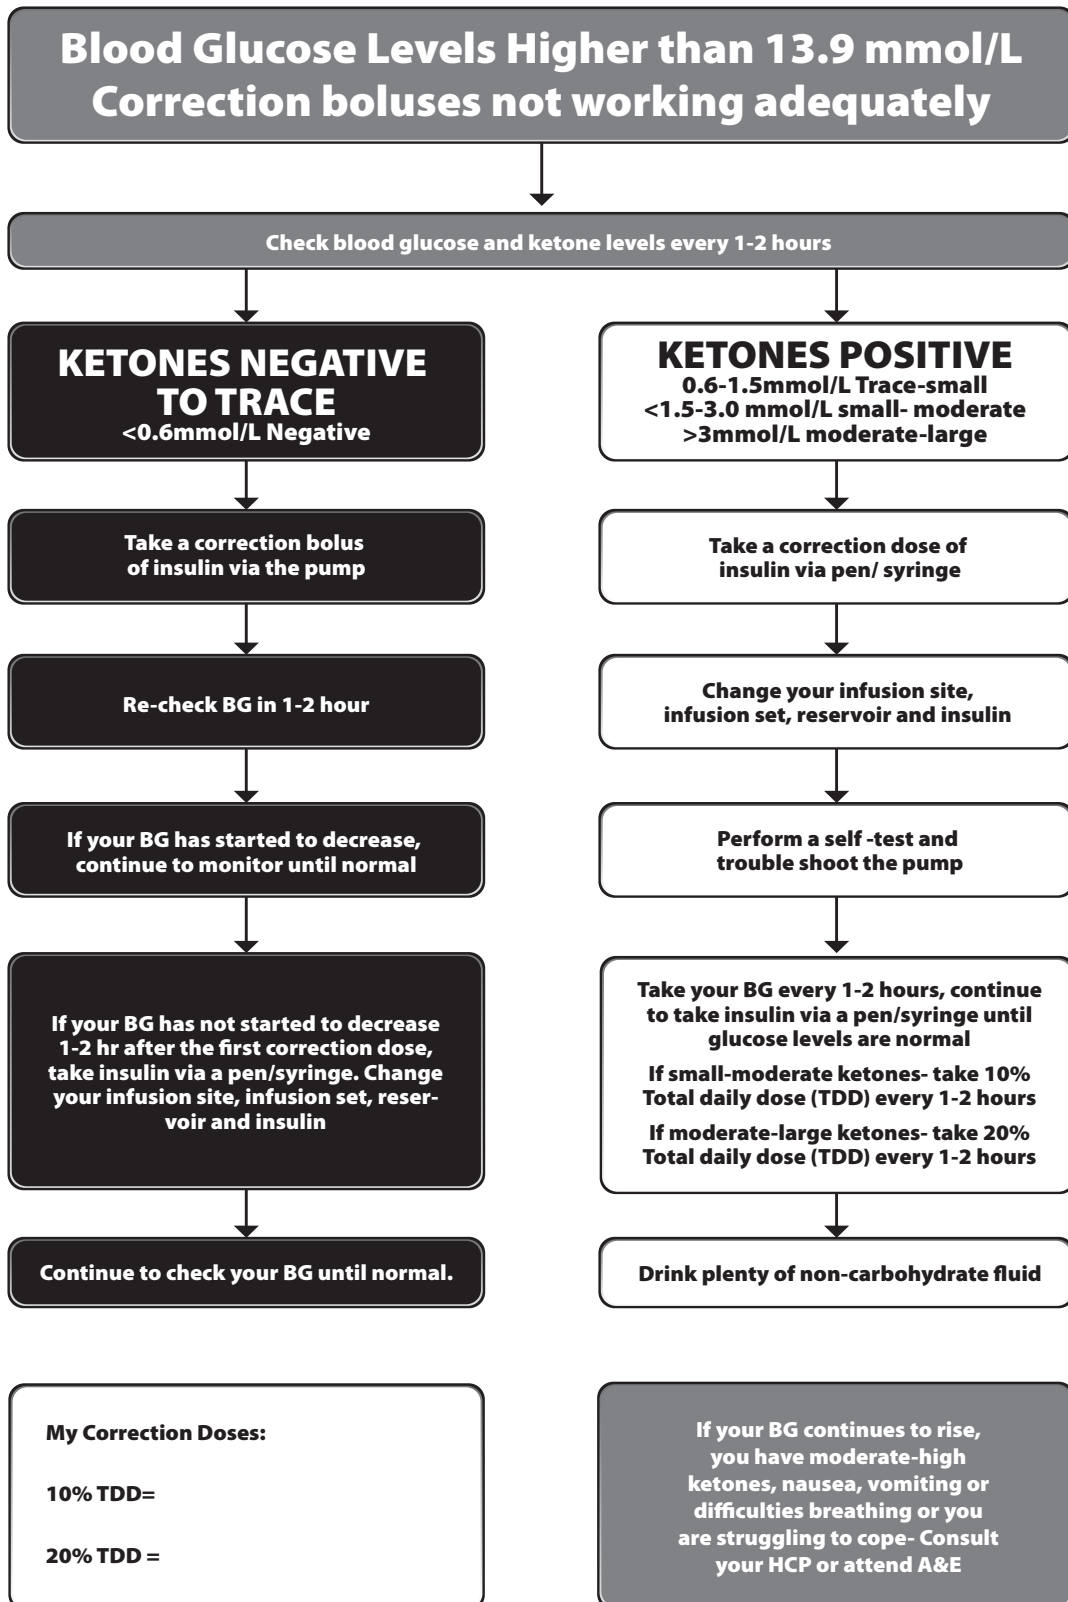 Blood Glucose Levels Higher than 13.9 mmol/L
Correction boluses not working adequately
Check blood glucose and ketone levels every 1-2 hours
KETONES NEGATIVE
TO TRACE
<0.6mmol/L Negative
Take a correction bolus
of insulin via the pump
Re-check BG in 1-2 hour
If your BG has started to decrease,
continue to monitor until normal
If your BG has not started to decrease
1-2 hr after the first correction dose,
take insulin via a pen/syringe. Change
your infusion site, infusion set, reser-
voir and insulin
Continue to check your BG until normal.
KETONES POSITIVE
0.6-1.5mmol/L Trace-small
<1.5-3.0 mmol/L small- moderate
>3mmol/L moderate-large
Take a correction dose of
insulin via pen/ syringe
Change your infusion site,
infusion set, reservoir and insulin
Perform a self -test and
trouble shoot the pump
Take your BG every 1-2 hours, continue
to take insulin via a pen/syringe until
glucose levels are normal
If small-moderate ketones- take 10%
Total daily dose (TDD) every 1-2 hours
If moderate-large ketones- take 20%
Total daily dose (TDD) every 1-2 hours
Drink plenty of non-carbohydrate fluid
My Correction Doses:
10% TDD=
20% TDD =
If your BG continues to rise,
you have moderate-high
ketones, nausea, vomiting or
difficulties breathing or you
are struggling to cope- Consult
your HCP or attend A&E